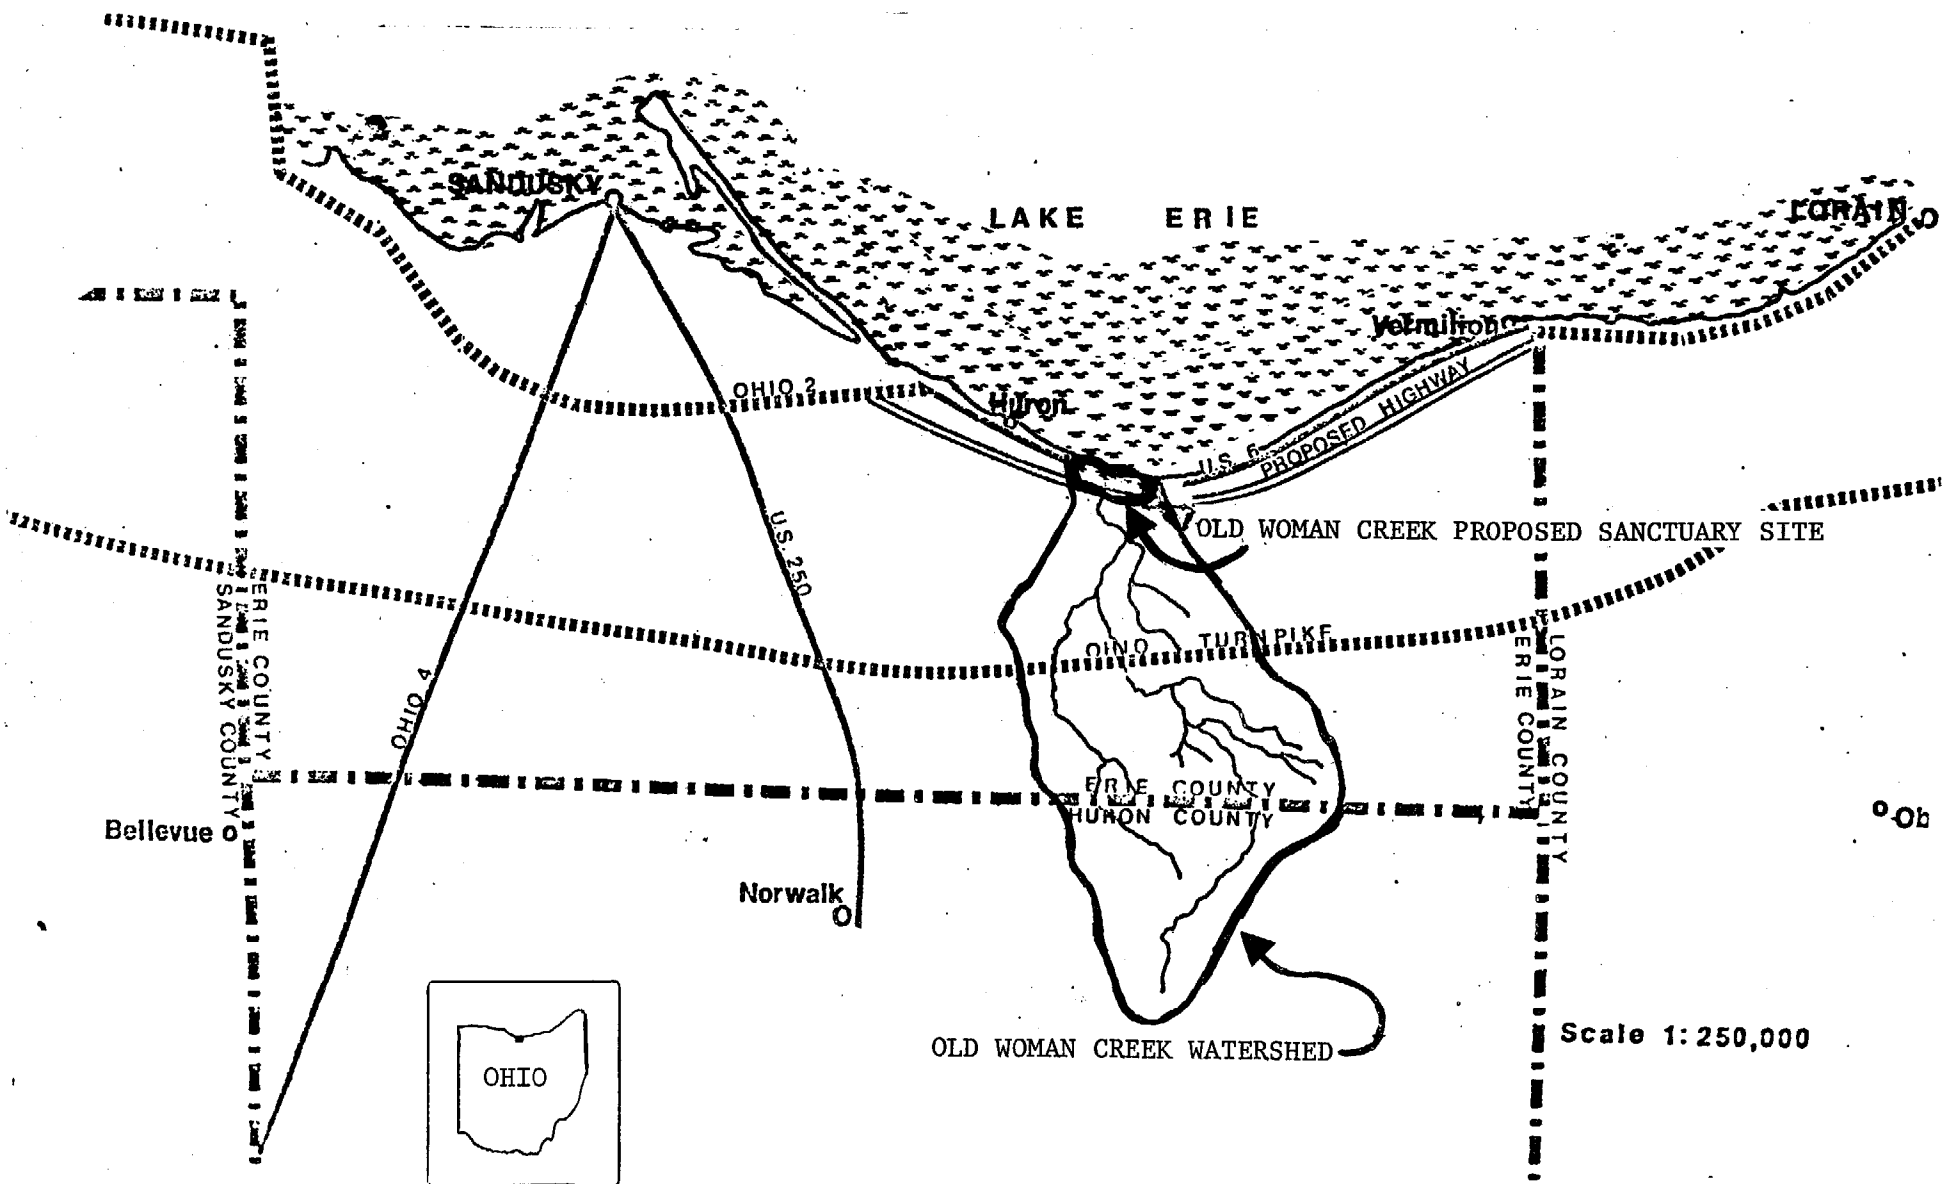 SANDUSKY
LAKE ERIE
LORAIN
Vermilion
OHIO 2
Huron
U.S. 6
PROPOSED HIGHWAY
OLD WOMAN CREEK PROPOSED SANCTUARY SITE
U.S. 250
ERIE COUNTY
SANDUSKY COUNTY
OHIO TURNPIKE
LORAIN COUNTY
ERIE COUNTY
OHIO 4
ERIE COUNTY
HURON COUNTY
Bellevue
Ob
Norwalk
OLD WOMAN CREEK WATERSHED
Scale 1:250,000
OHIO